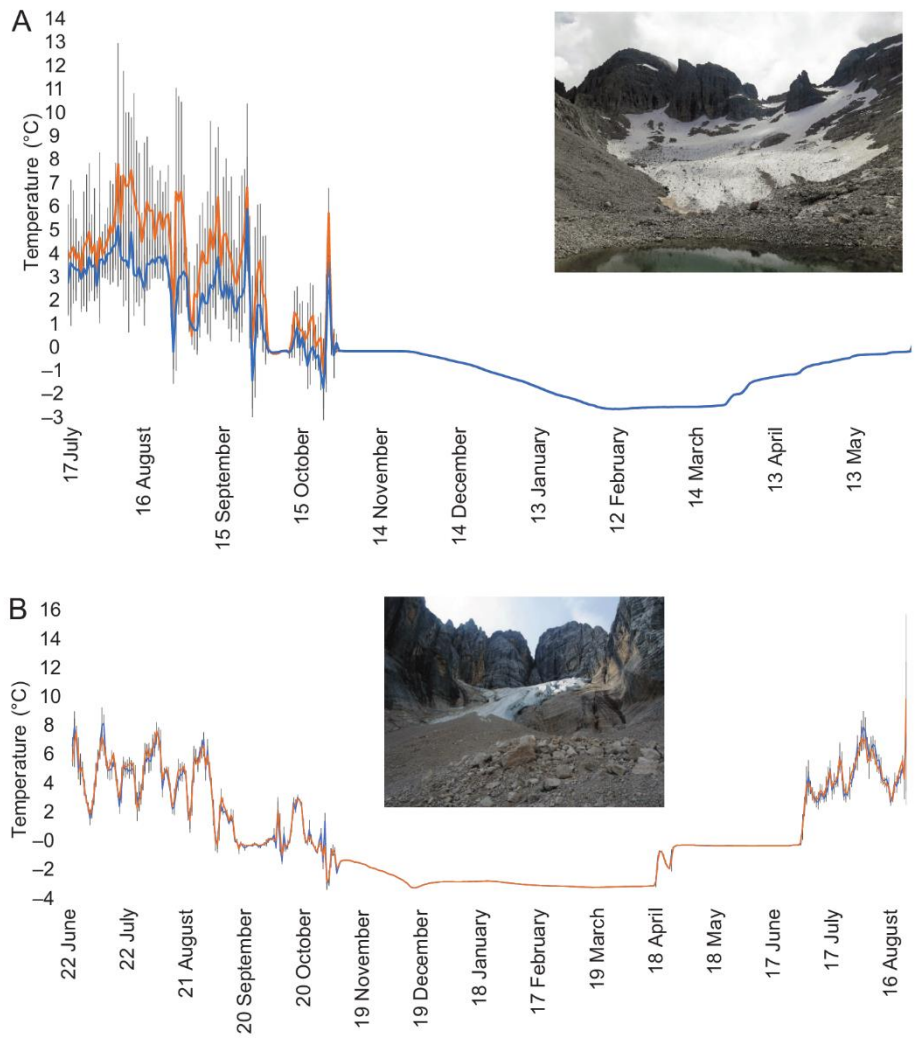 A
14
13
12
11
10
9
8
7
6
5
4
3
2
1
0
–1
–2
–3
Temperature (°C)
17 July
16 August
15 September
15 October
14 November
14 December
13 January
12 February
14 March
13 April
13 May
B
16
14
12
10
8
6
4
2
–0
–2
–4
Temperature (°C)
22 June
22 July
21 August
20 September
20 October
19 November
19 December
18 January
17 February
19 March
18 April
18 May
17 June
17 July
16 August